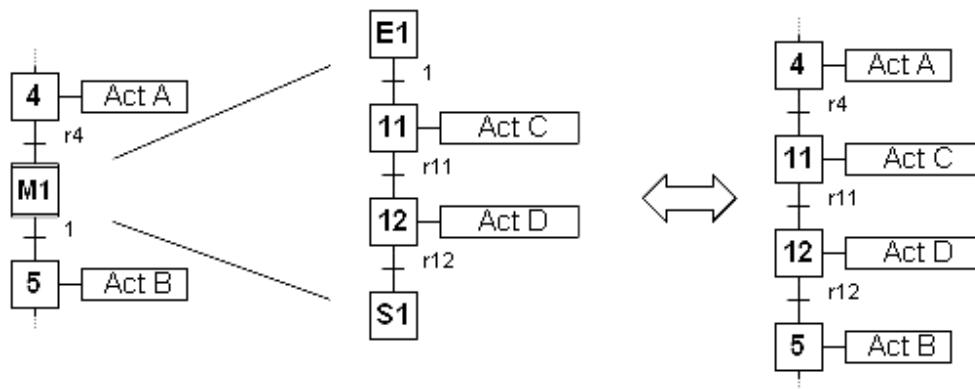 4 Act A
r4
M1
1
5 Act B
E1
1
11 Act C
r11
12 Act D
r12
S1
4 Act A
r4
11 Act C
r11
12 Act D
r12
5 Act B